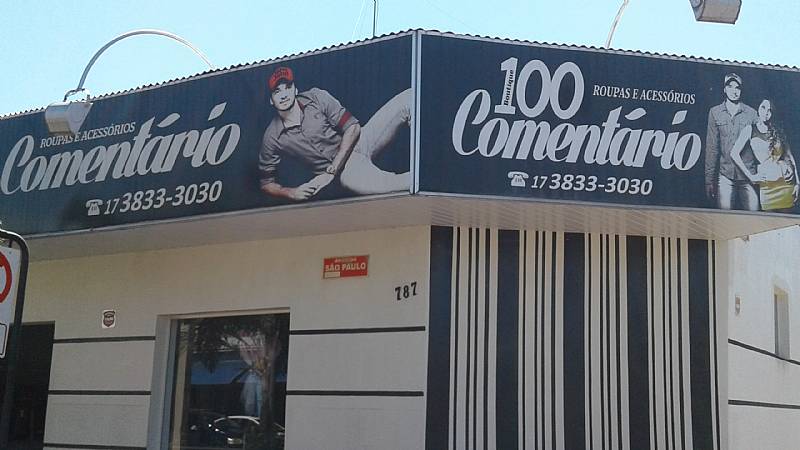 ROUPAS E ACESSÓRIOS
Comentário
17 3833-3030
Boutique
100
ROUPAS E ACESSÓRIOS
Comentário
17 3833-3030
SÃO PAULO
787